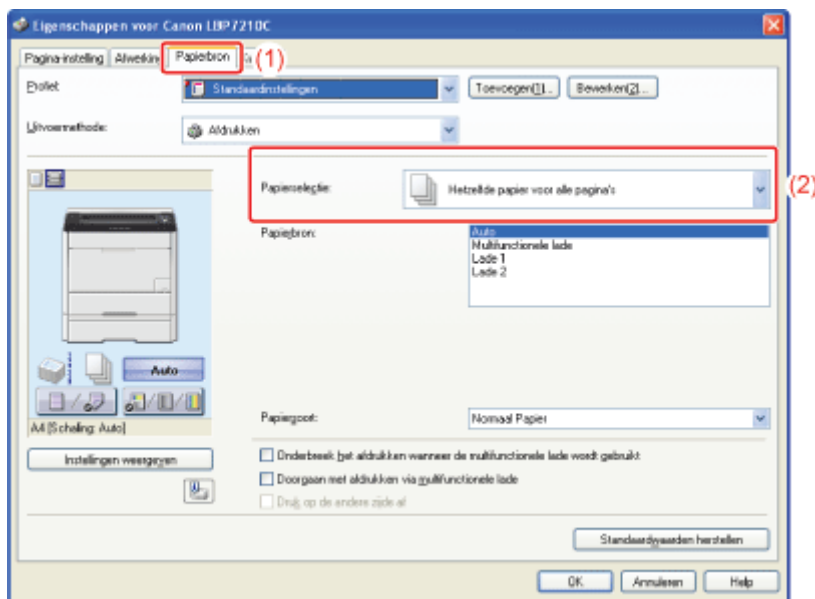 Eigenschappen voor Canon LBP7210C
Pagina-instelling Afwerking Papierbron (1)
Profiel: Standaardinstellingen Toevoegen(1)... Bewerken(2)...
Uitvoermethode: Afdrukken
Papierselectie: Hetzelfde papier voor alle pagina's (2)
Papierbron: Auto
Multifunctionele lade
Lade 1
Lade 2
Auto
A4 [Schaling: Auto]
Papiersoort: Normaal Papier
Instellingen weergeven
Onderbreek het afdrukken wanneer de multifunctionele lade wordt gebruikt
Doorgaan met afdrukken via multifunctionele lade
Druk op de andere zijde af
Standaardwaarden herstellen
OK Annuleren Help